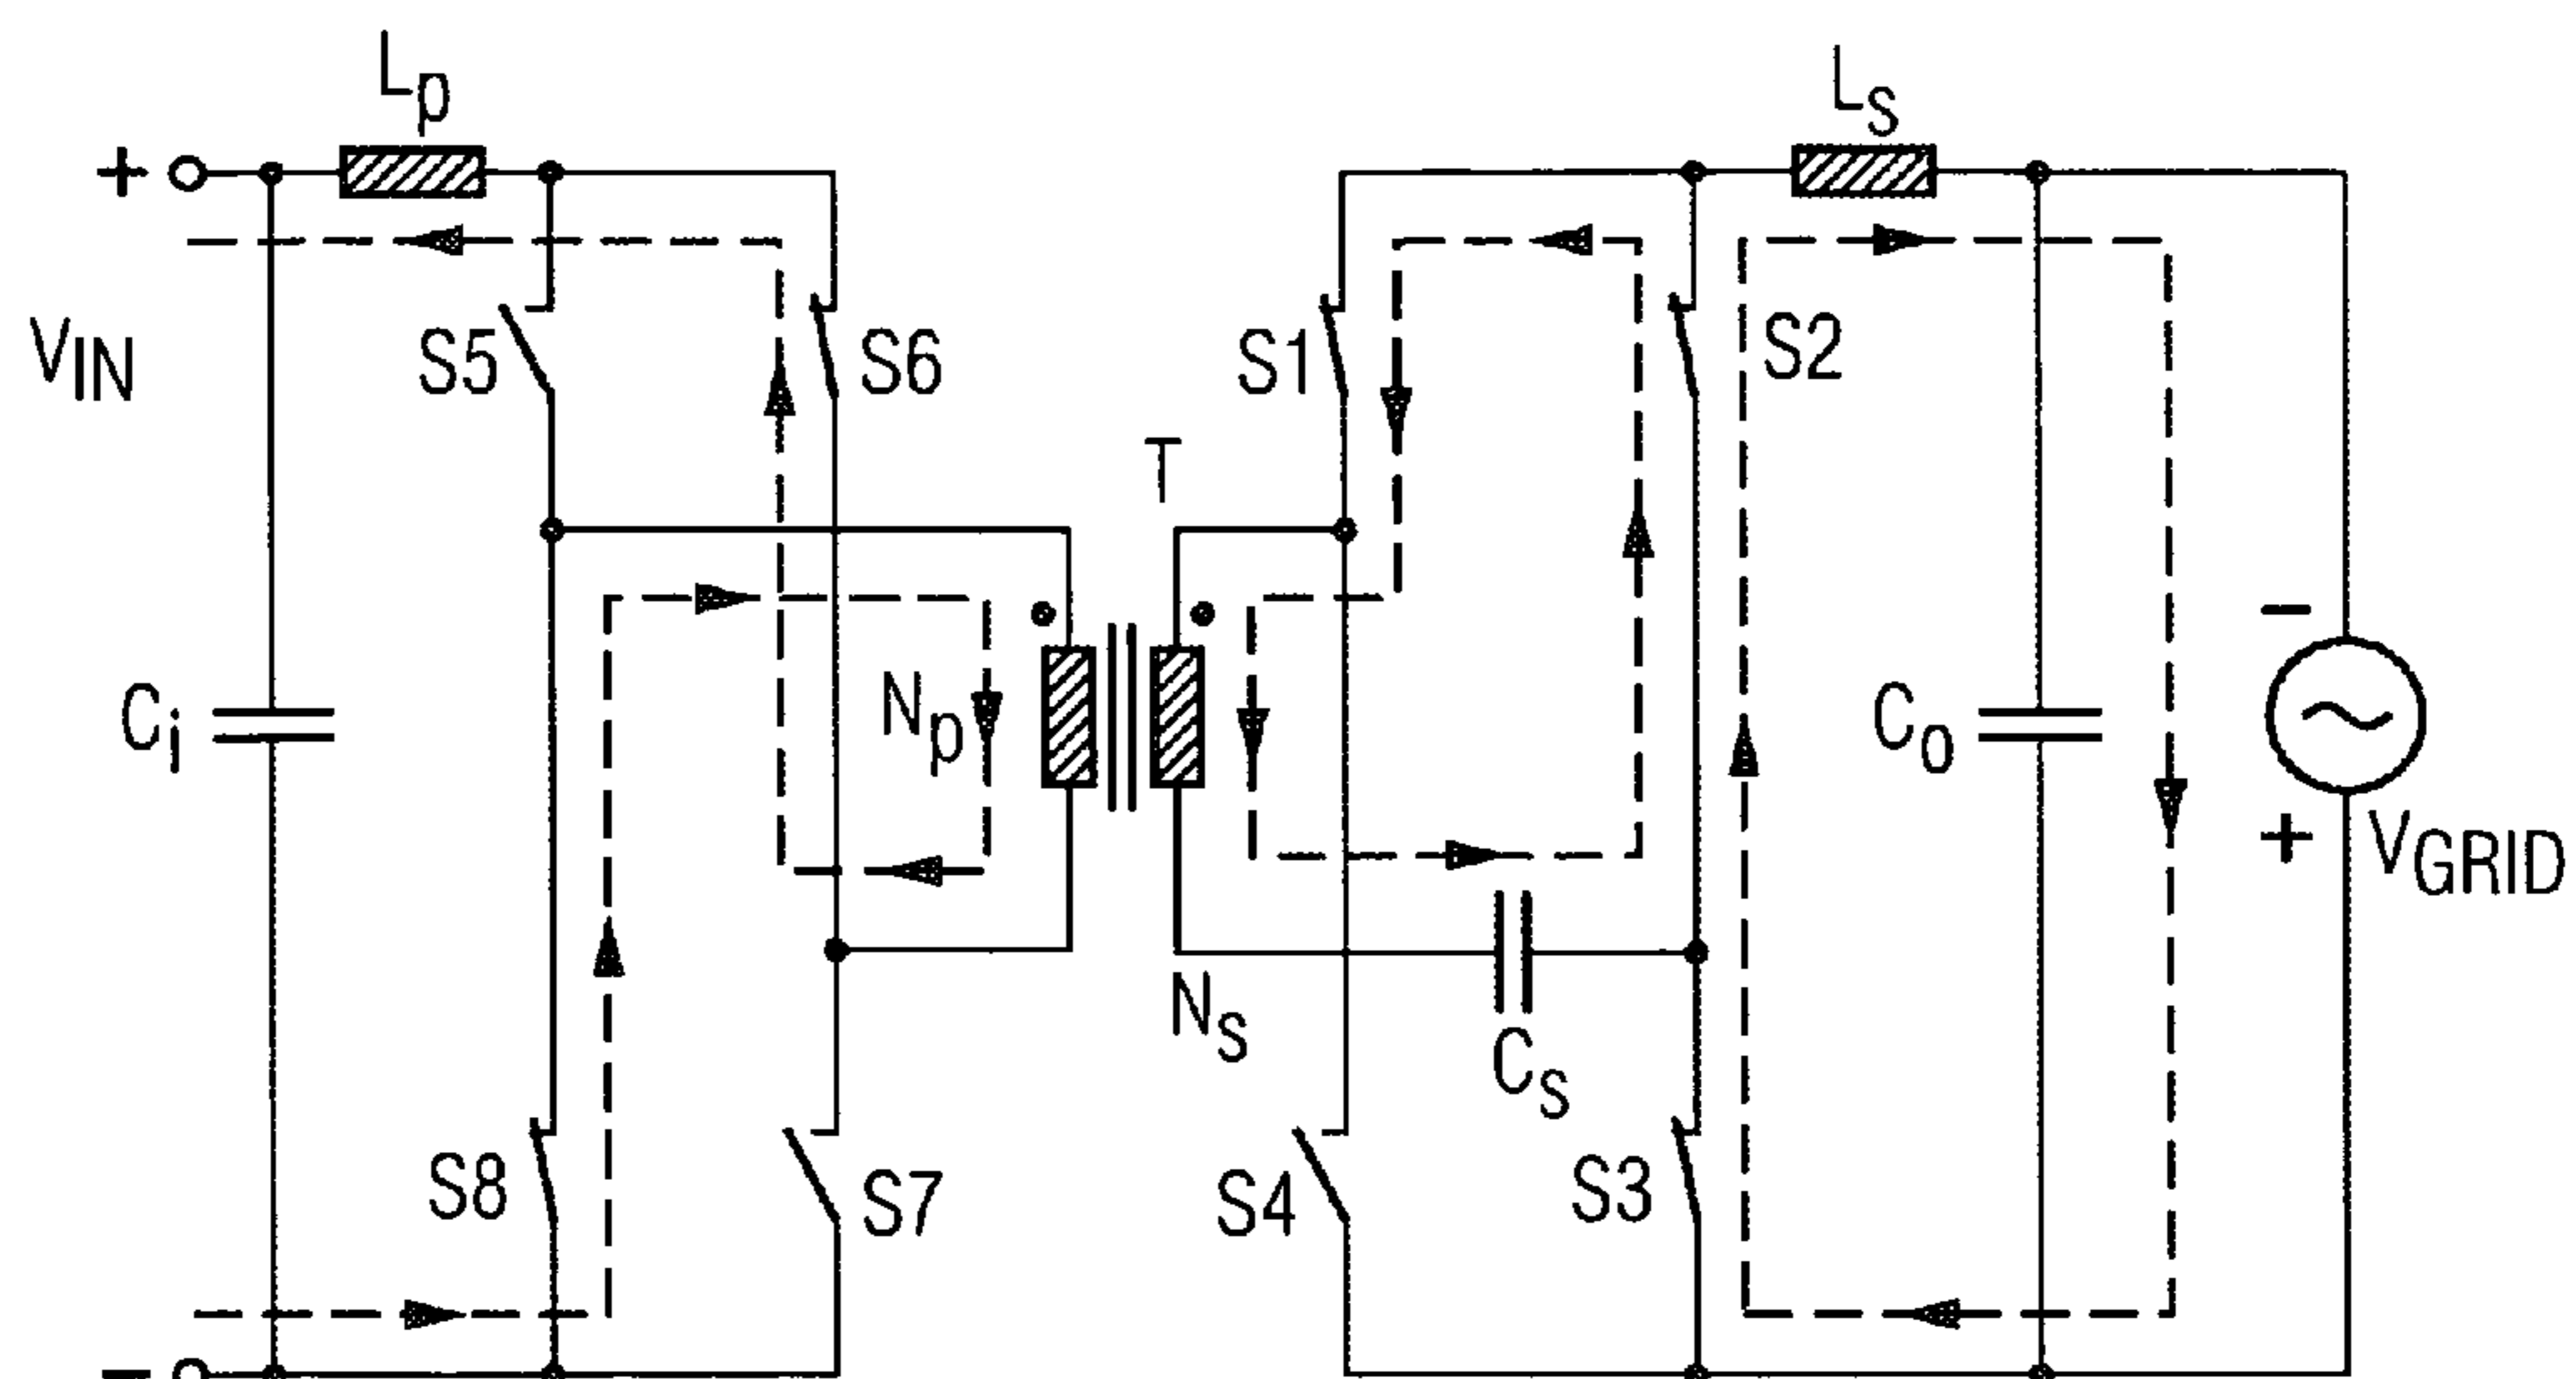 Lp
Ls
+
VIN
S5
S6
S1
S2
T
−
Ci
Np
Co
+
VGRID
Ns
Cs
S8
S7
S4
S3
−